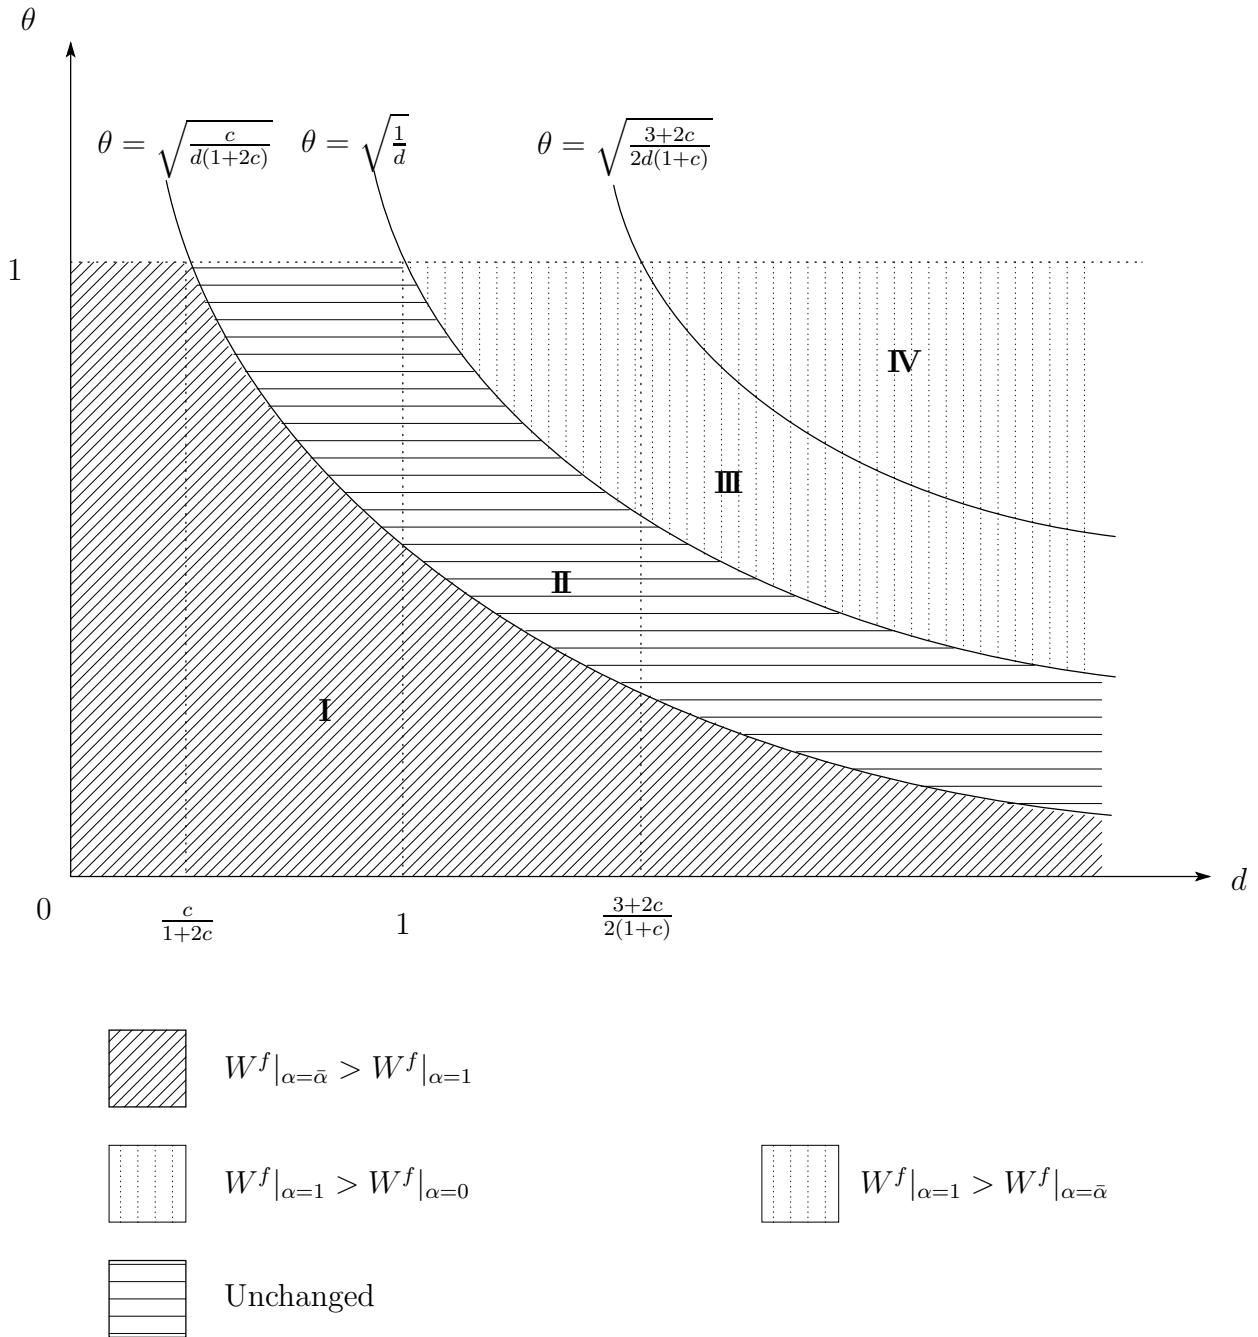 θ
θ = √(c/(d(1+2c))) θ = √(1/d) θ = √((3+2c)/(2d(1+c)))
1
IV
III
II
I
0 c/(1+2c) 1 (3+2c)/(2(1+c)) d
W^f|_{α=ᾱ} > W^f|_{α=1}
W^f|_{α=1} > W^f|_{α=0} W^f|_{α=1} > W^f|_{α=ᾱ}
Unchanged